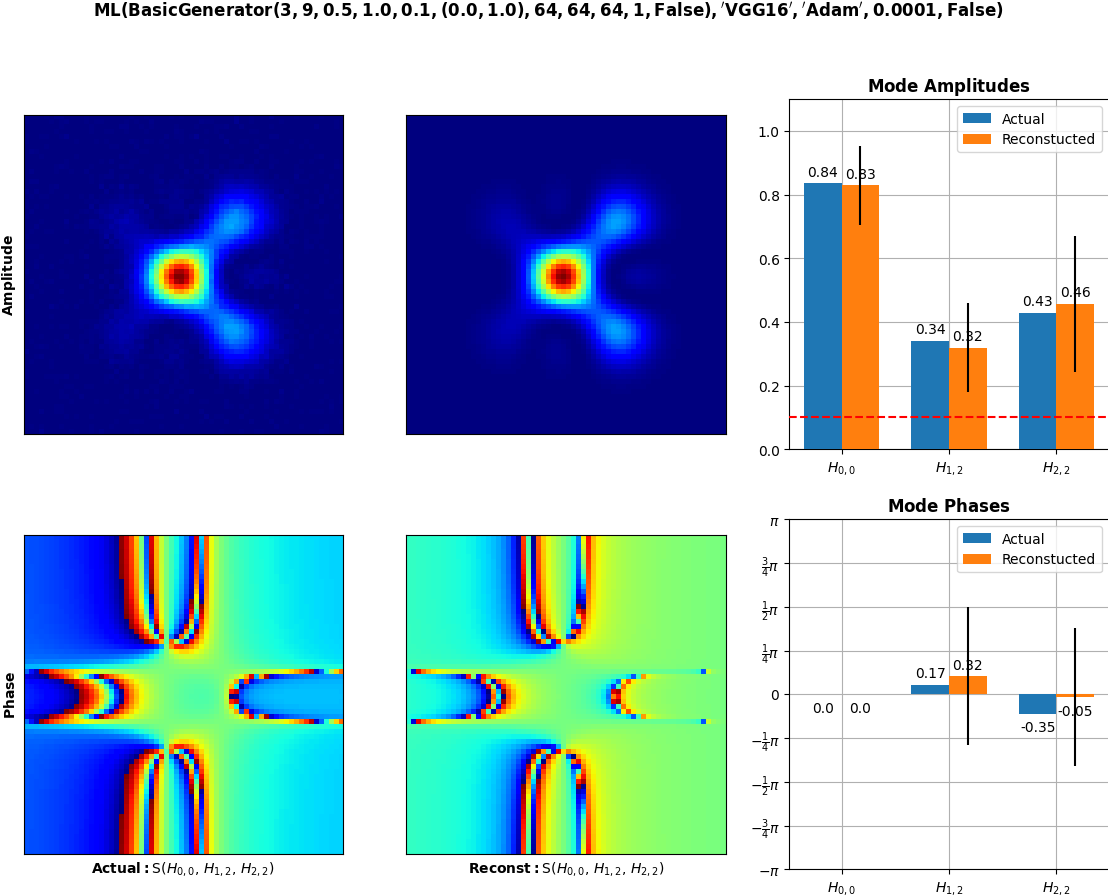 ML(BasicGenerator(3, 9, 0.5, 1.0, 0.1, (0.0, 1.0), 64, 64, 64, 1, False), ′VGG16′, ′Adam′, 0.0001, False)
Amplitude
Mode Amplitudes
Actual
Reconstucted
1.0
0.8
0.6
0.4
0.2
0.0
0.84
0.83
0.34
0.32
0.43
0.46
H0,0
H1,2
H2,2
Phase
Actual: S(H0,0, H1,2, H2,2)
Reconst: S(H0,0, H1,2, H2,2)
Mode Phases
Actual
Reconstucted
π
3/4π
1/2π
1/4π
0
−1/4π
−1/2π
−3/4π
−π
0.0
0.0
0.17
0.32
-0.35
-0.05
H0,0
H1,2
H2,2